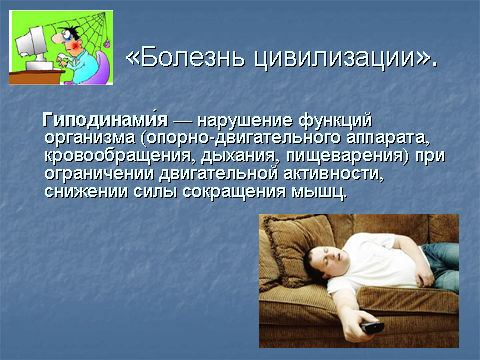 «Болезнь цивилизации».
Гиподинами́я — нарушение функций
организма (опорно-двигательного аппарата,
кровообращения, дыхания, пищеварения) при
ограничении двигательной активности,
снижении силы сокращения мышц.